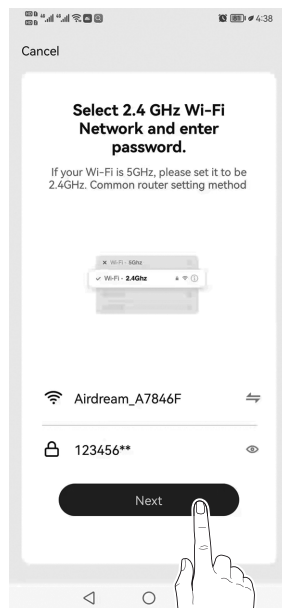 4:38
Cancel
Select 2.4 GHz Wi-Fi
Network and enter
password.
If your Wi-Fi is 5GHz, please set it to be
2.4GHz. Common router setting method
Wi-Fi - 5Ghz
Wi-Fi - 2.4Ghz
Airdream_A7846F
123456**
Next